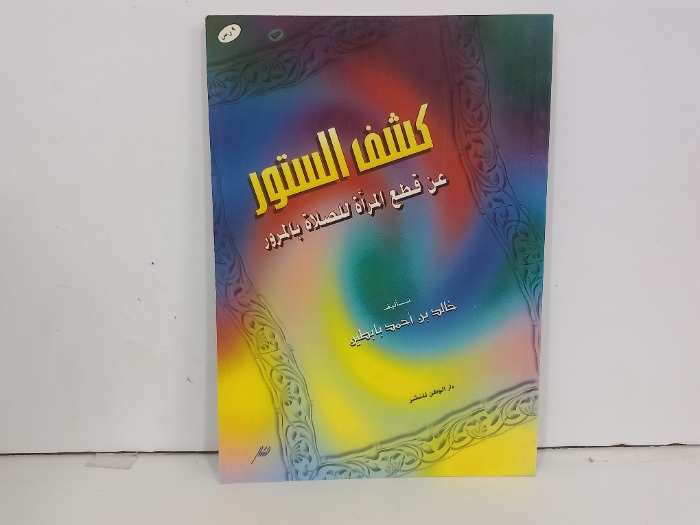 كشف الستور
عن قطع المرأة للصلاة بالمرور
تأليف
خالد بن أحمد بابطين
دار الوطن للنشر